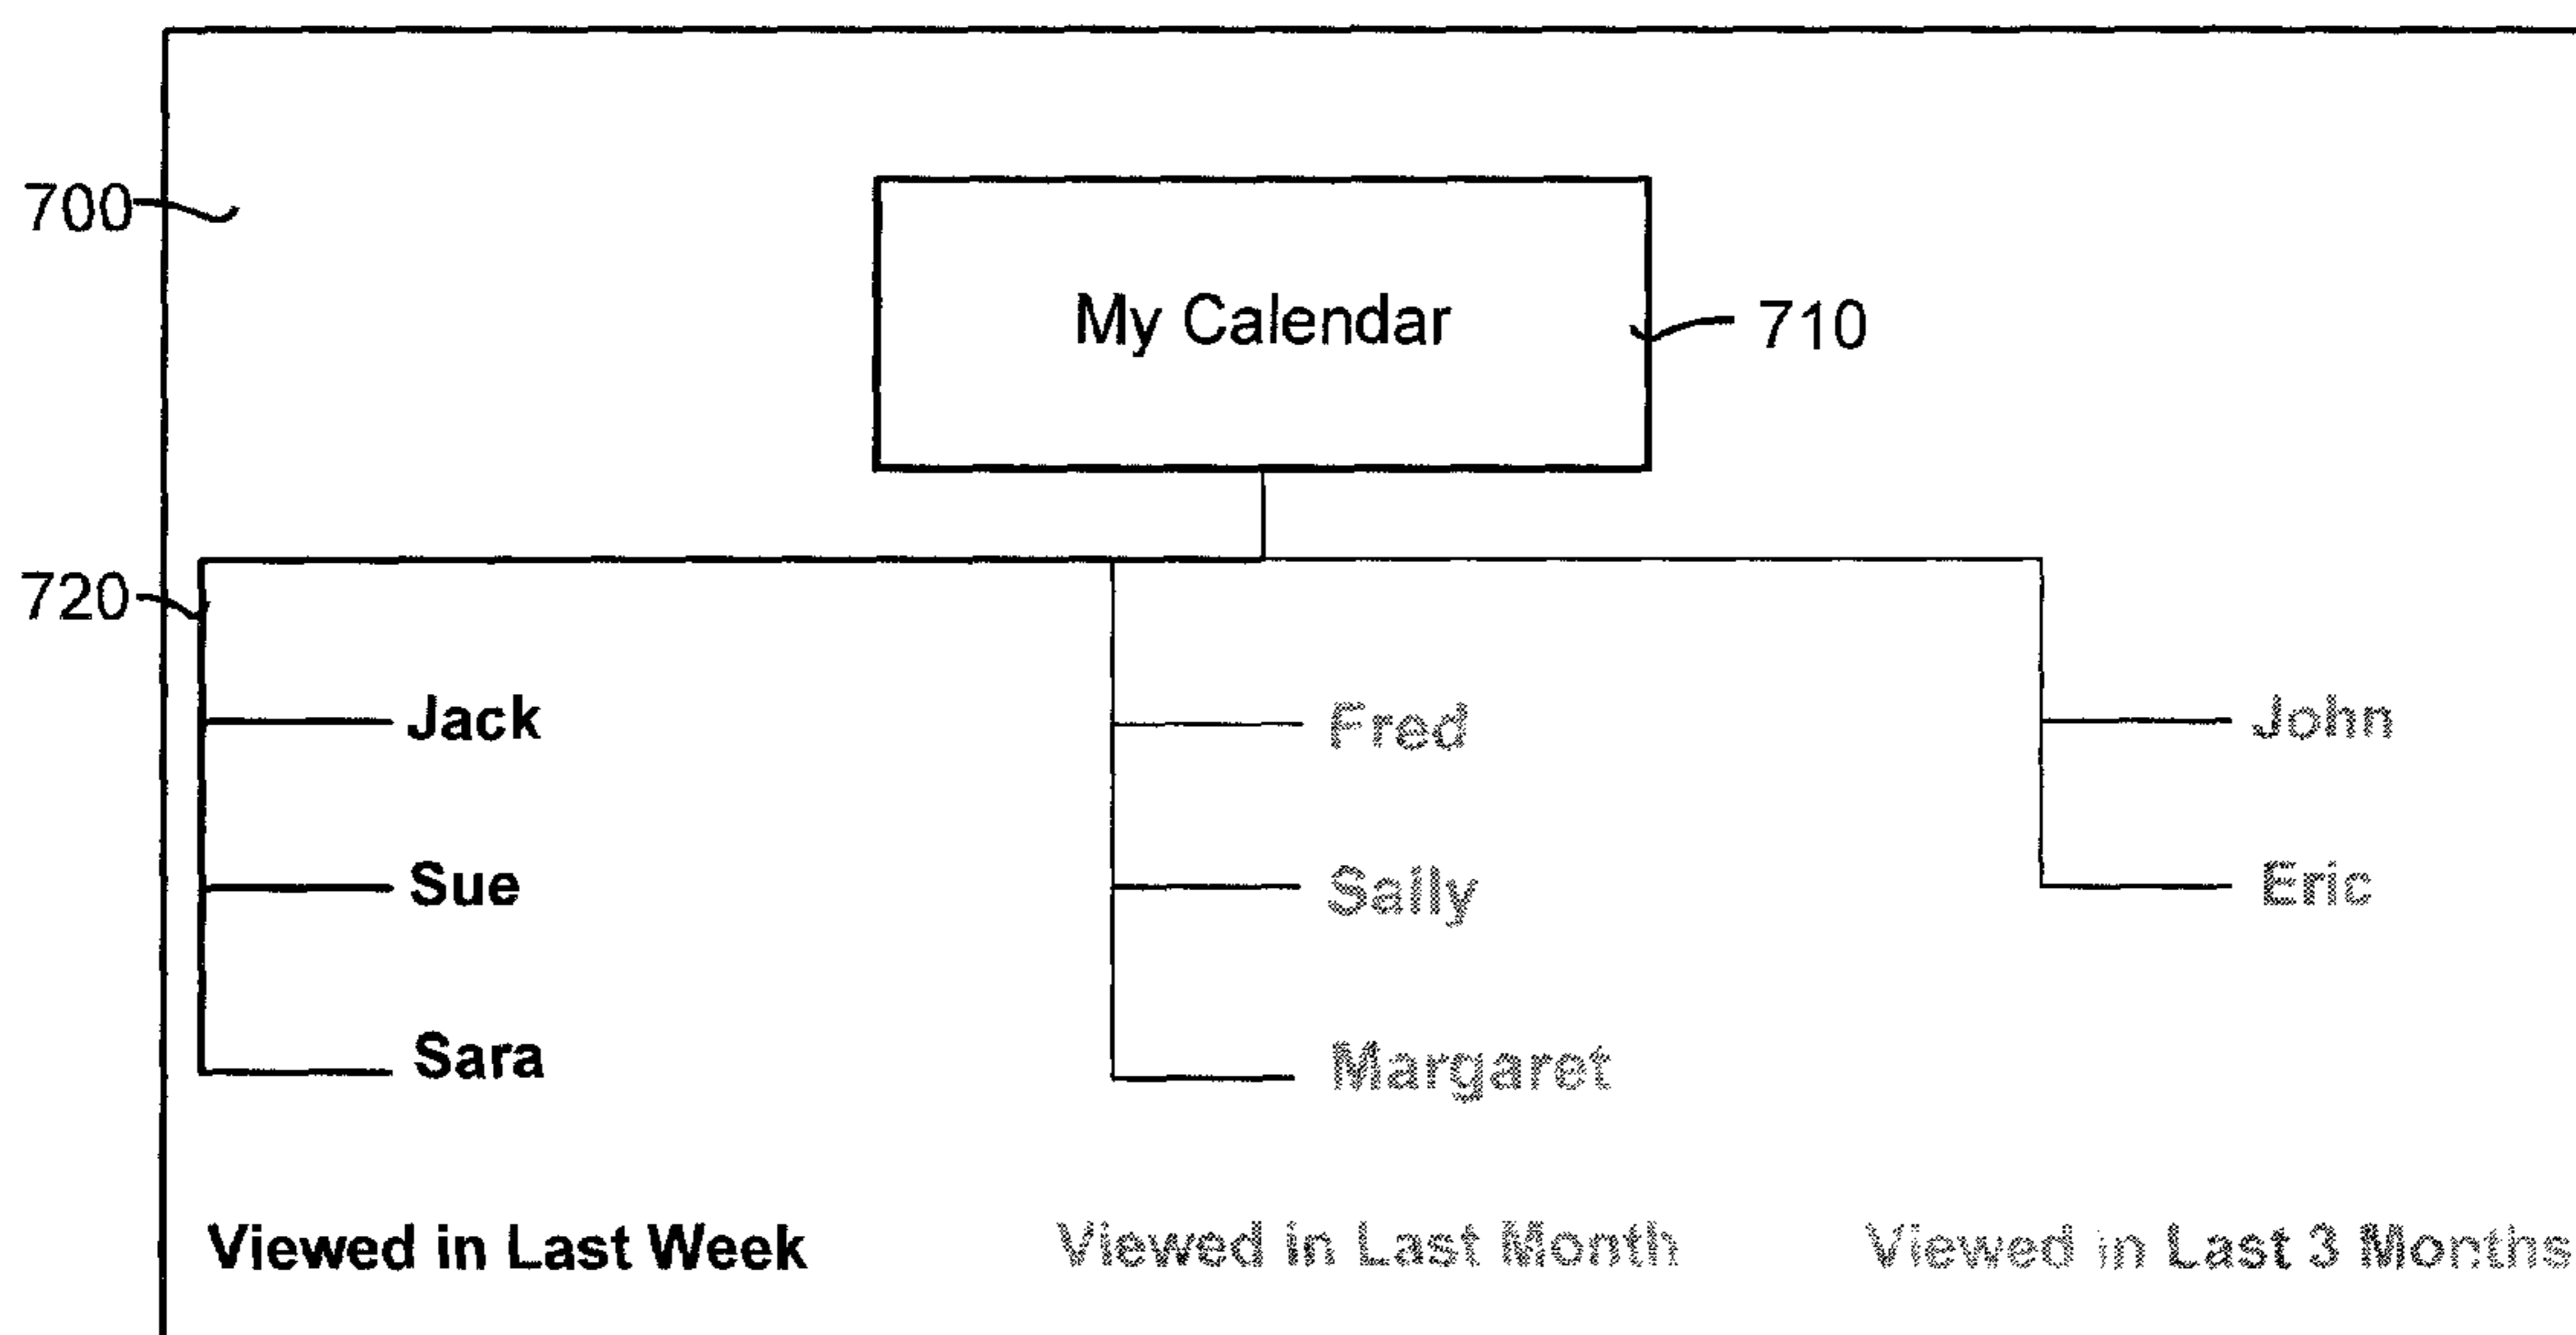 700
My Calendar
710
720
Jack
Fred
John
Sue
Sally
Eric
Sara
Margaret
Viewed in Last Week
Viewed in Last Month
Viewed in Last 3 Months